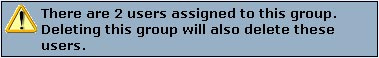 There are 2 users assigned to this group.
Deleting this group will also delete these
users.